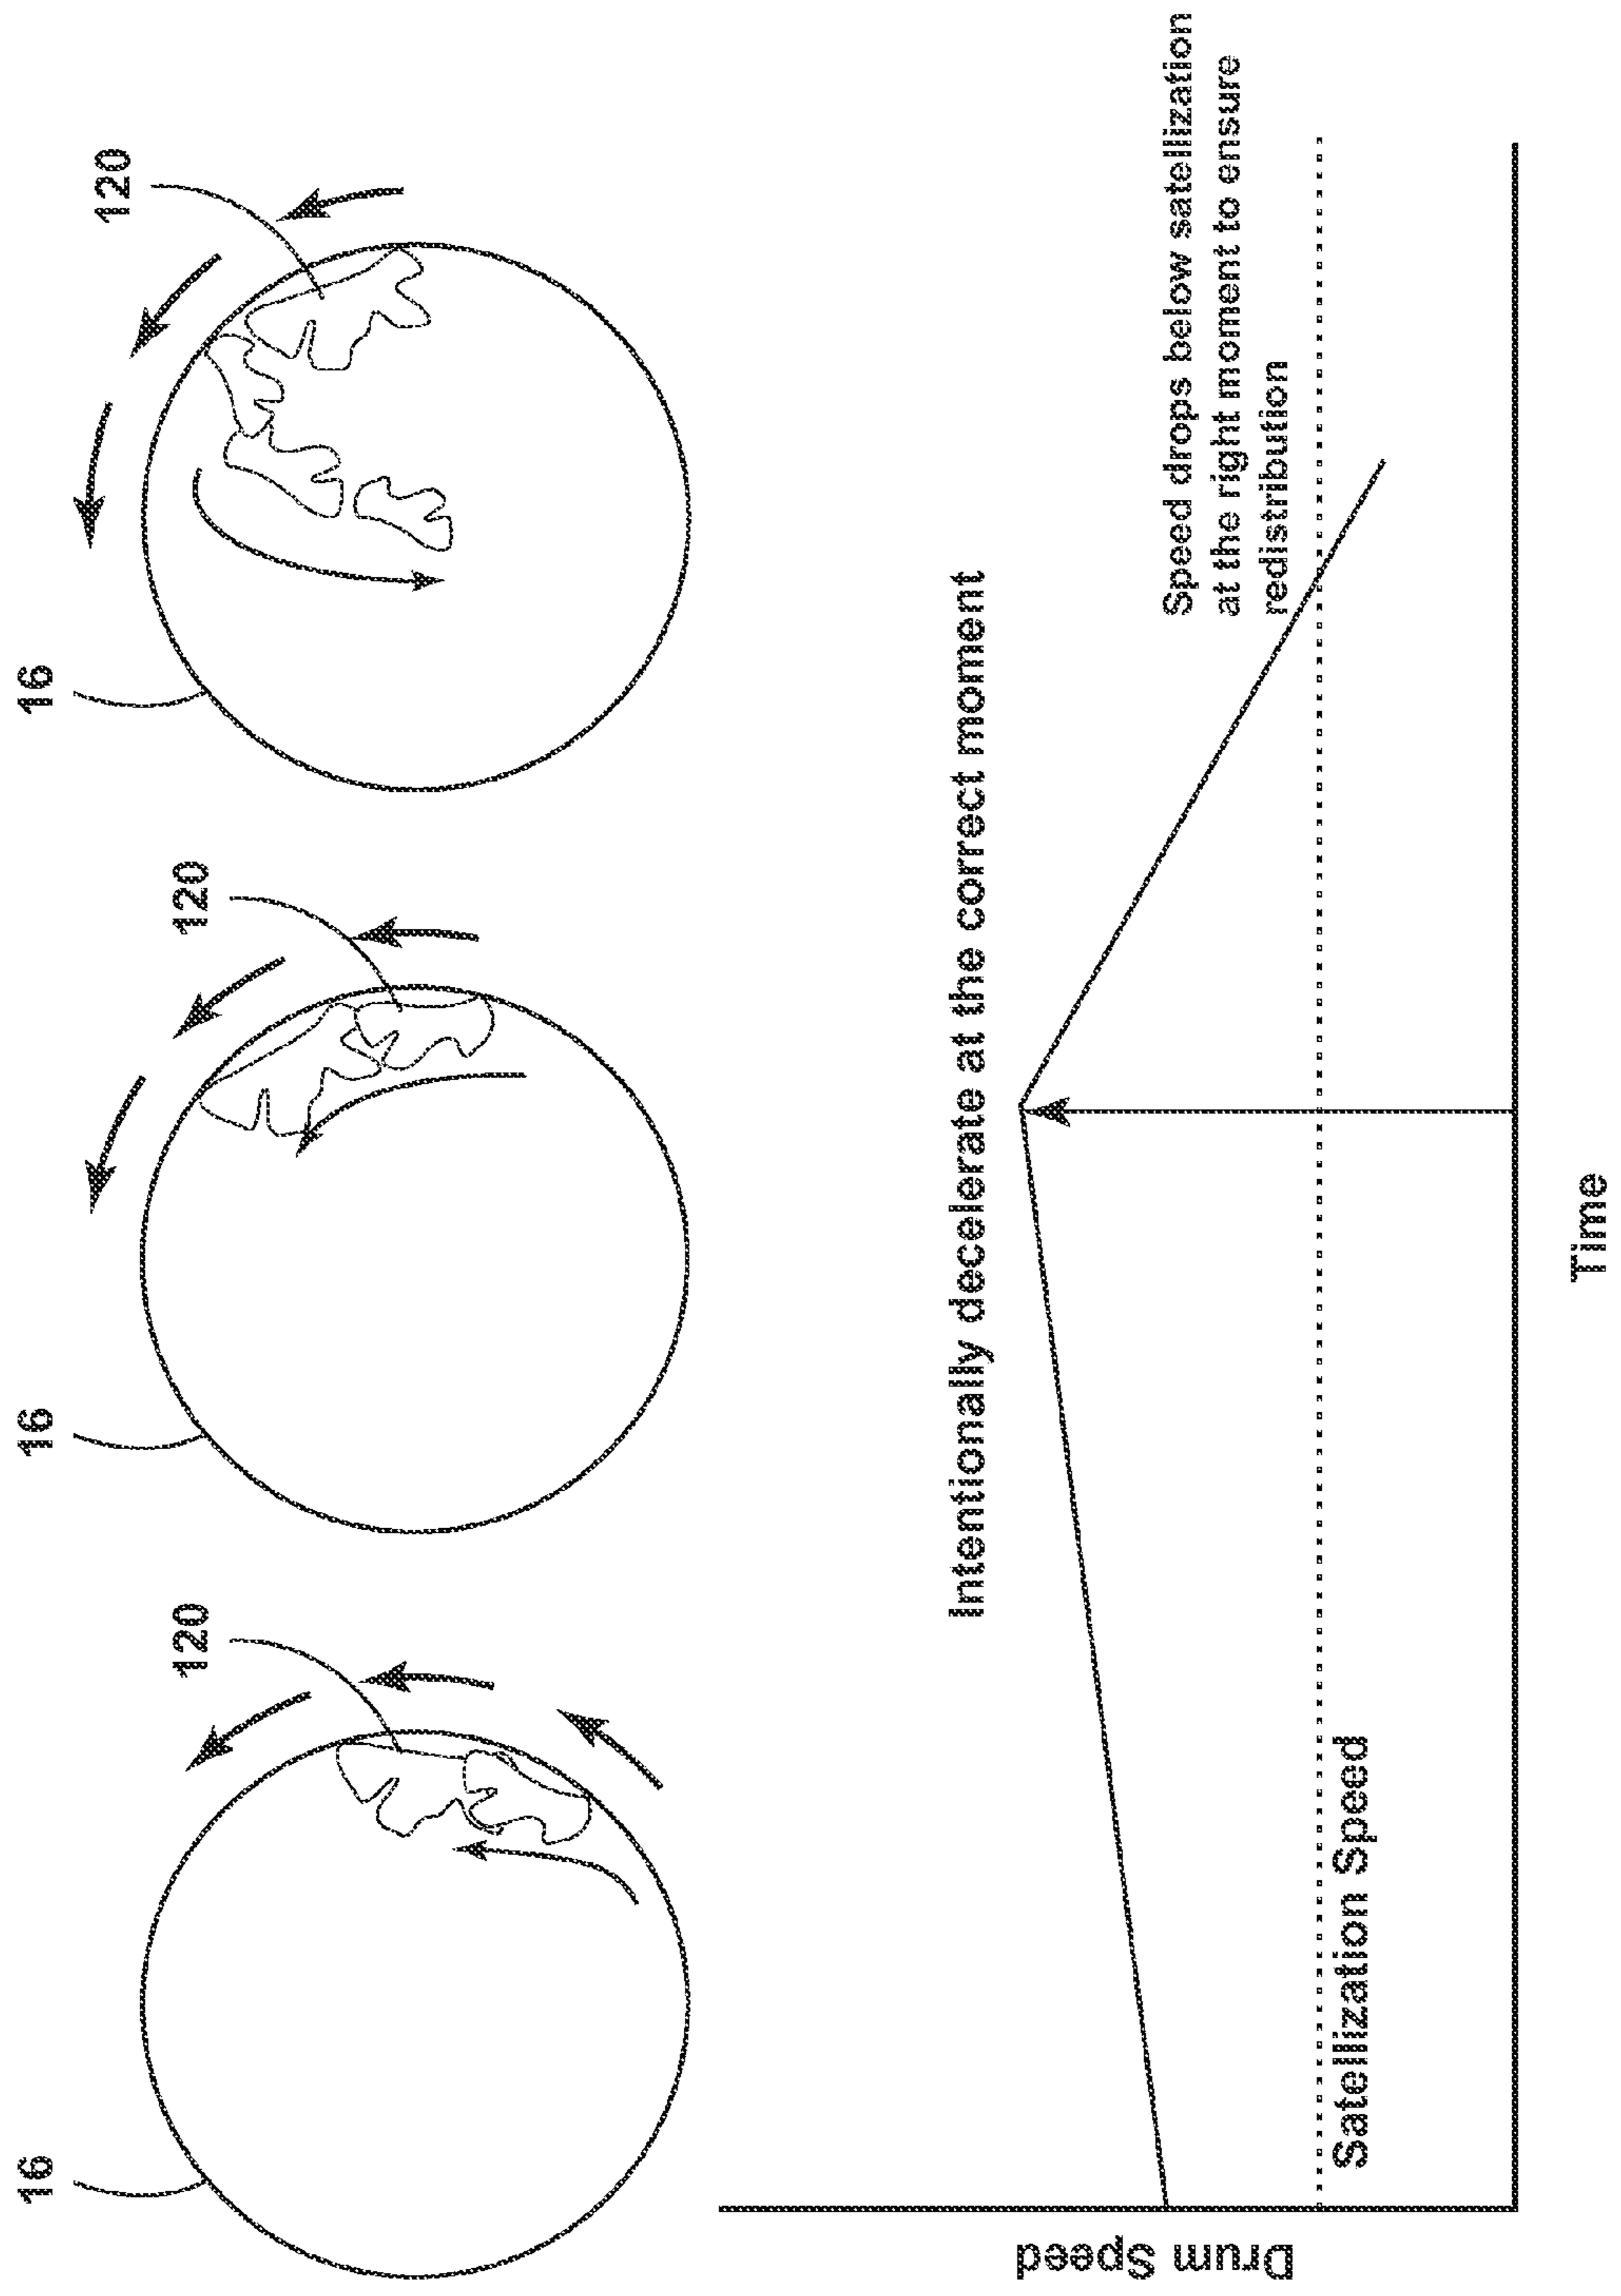 16
120
16
120
16
120
Intentionally decelerate at the correct moment
Speed drops below satellization
at the right moment to ensure
redistribution
Satellization Speed
Drum Speed
Time